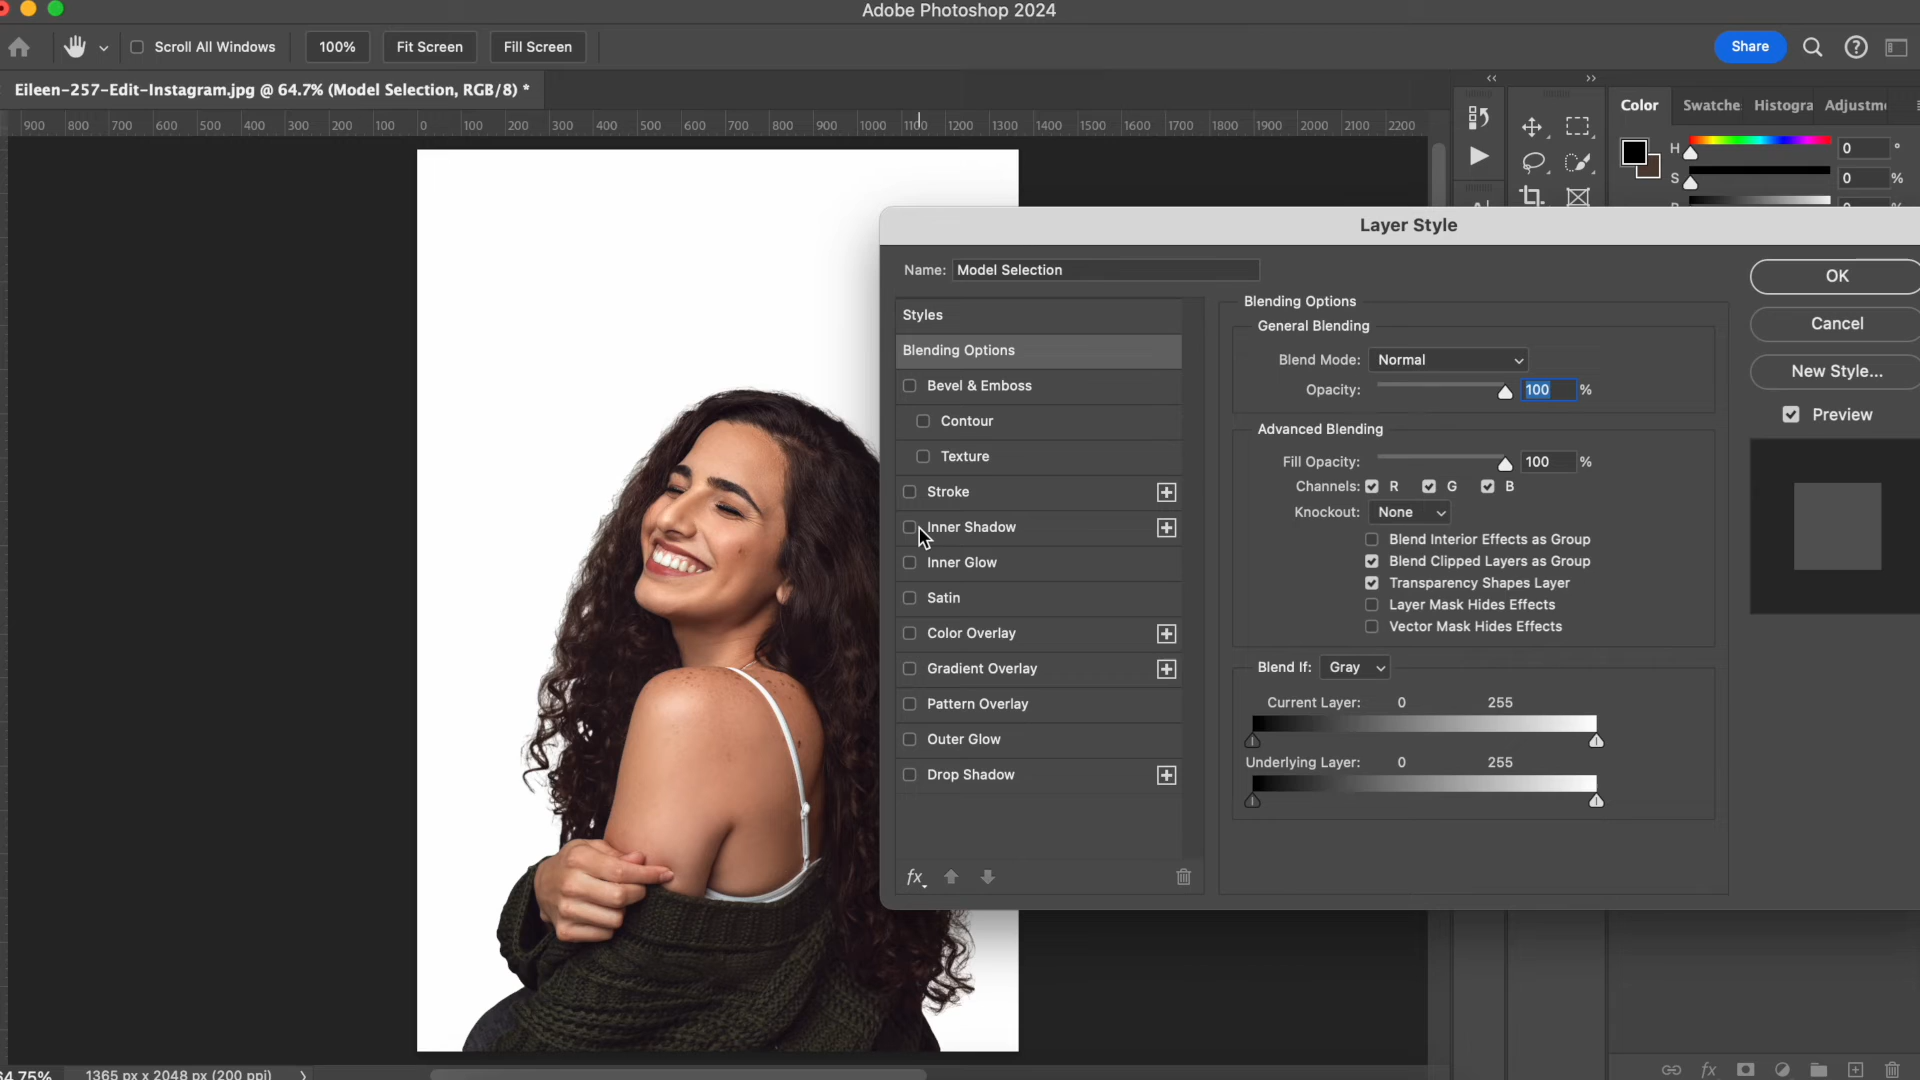 Adobe Photoshop 2024
Scroll All Windows 100% Fit Screen Fill Screen Share
Eileen-257-Edit-Instagram.jpg @ 64.7% (Model Selection, RGB/8) *
Color Swatche Histogra Adjustm
900 800 700 600 500 400 300 200 100 0 100 200 300 400 500 600 700 800 900 1000 1100 1200 1300 1400 1500 1600 1700 1800 1900 2000 2100 2200
H 0 °
S 0 %
Layer Style
Name: Model Selection
OK
Cancel
New Style...
Preview
Styles
Blending Options
Bevel & Emboss
Contour
Texture
Stroke
Inner Shadow
Inner Glow
Satin
Color Overlay
Gradient Overlay
Pattern Overlay
Outer Glow
Drop Shadow
fx
Blending Options
General Blending
Blend Mode: Normal
Opacity: 100 %
Advanced Blending
Fill Opacity: 100 %
Channels: R G B
Knockout: None
Blend Interior Effects as Group
Blend Clipped Layers as Group
Transparency Shapes Layer
Layer Mask Hides Effects
Vector Mask Hides Effects
Blend If: Gray
Current Layer: 0 255
Underlying Layer: 0 255
64.75% 1365 px x 2048 px (200 ppi)
fx